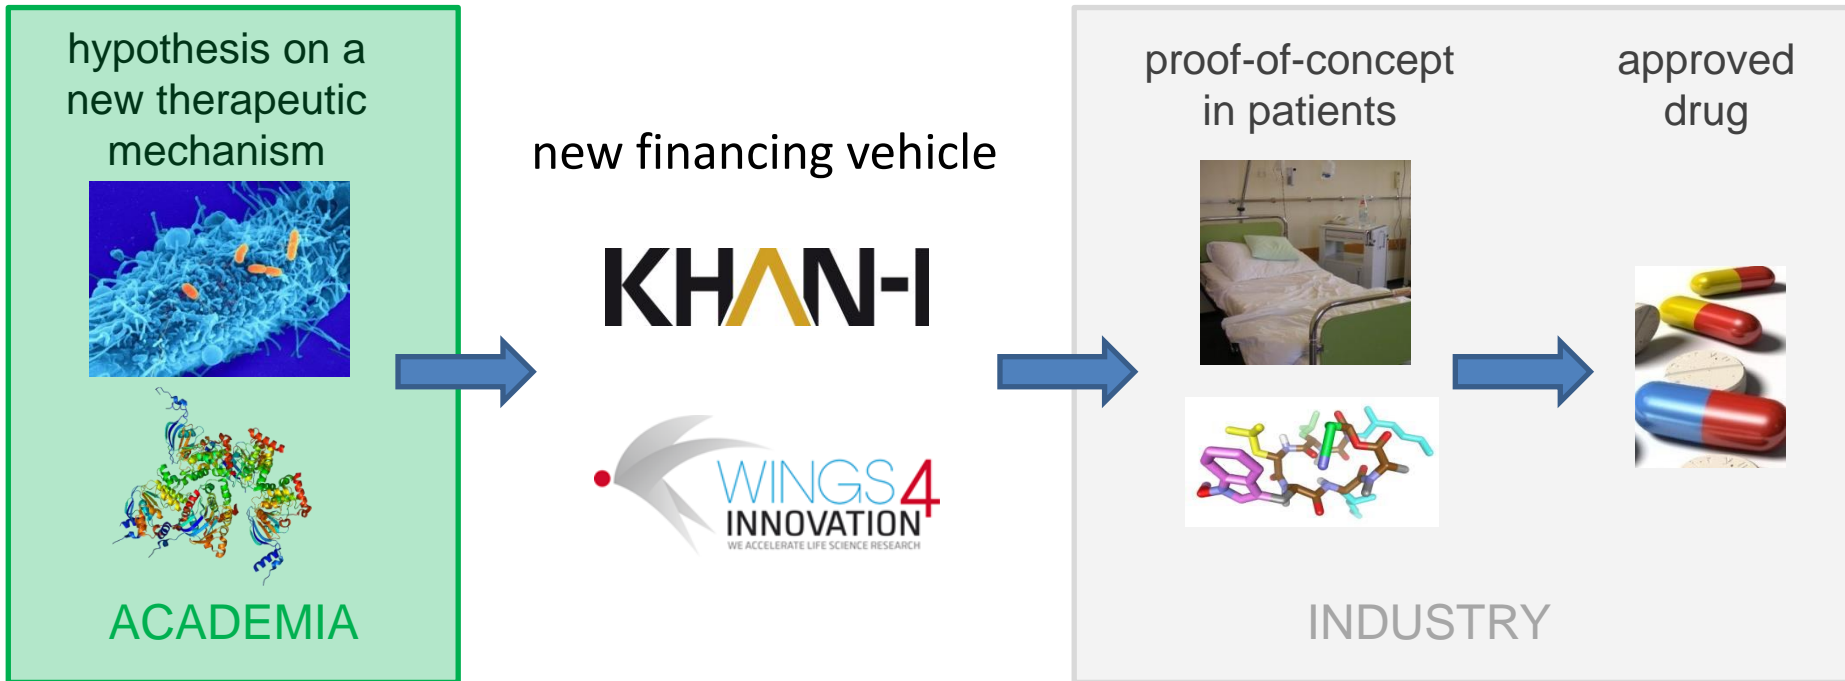 hypothesis on a
new therapeutic
mechanism
ACADEMIA
new financing vehicle
KHAN-I
WINGS4
INNOVATION
WE ACCELERATE LIFE SCIENCE RESEARCH
proof-of-concept
in patients
approved
drug
INDUSTRY